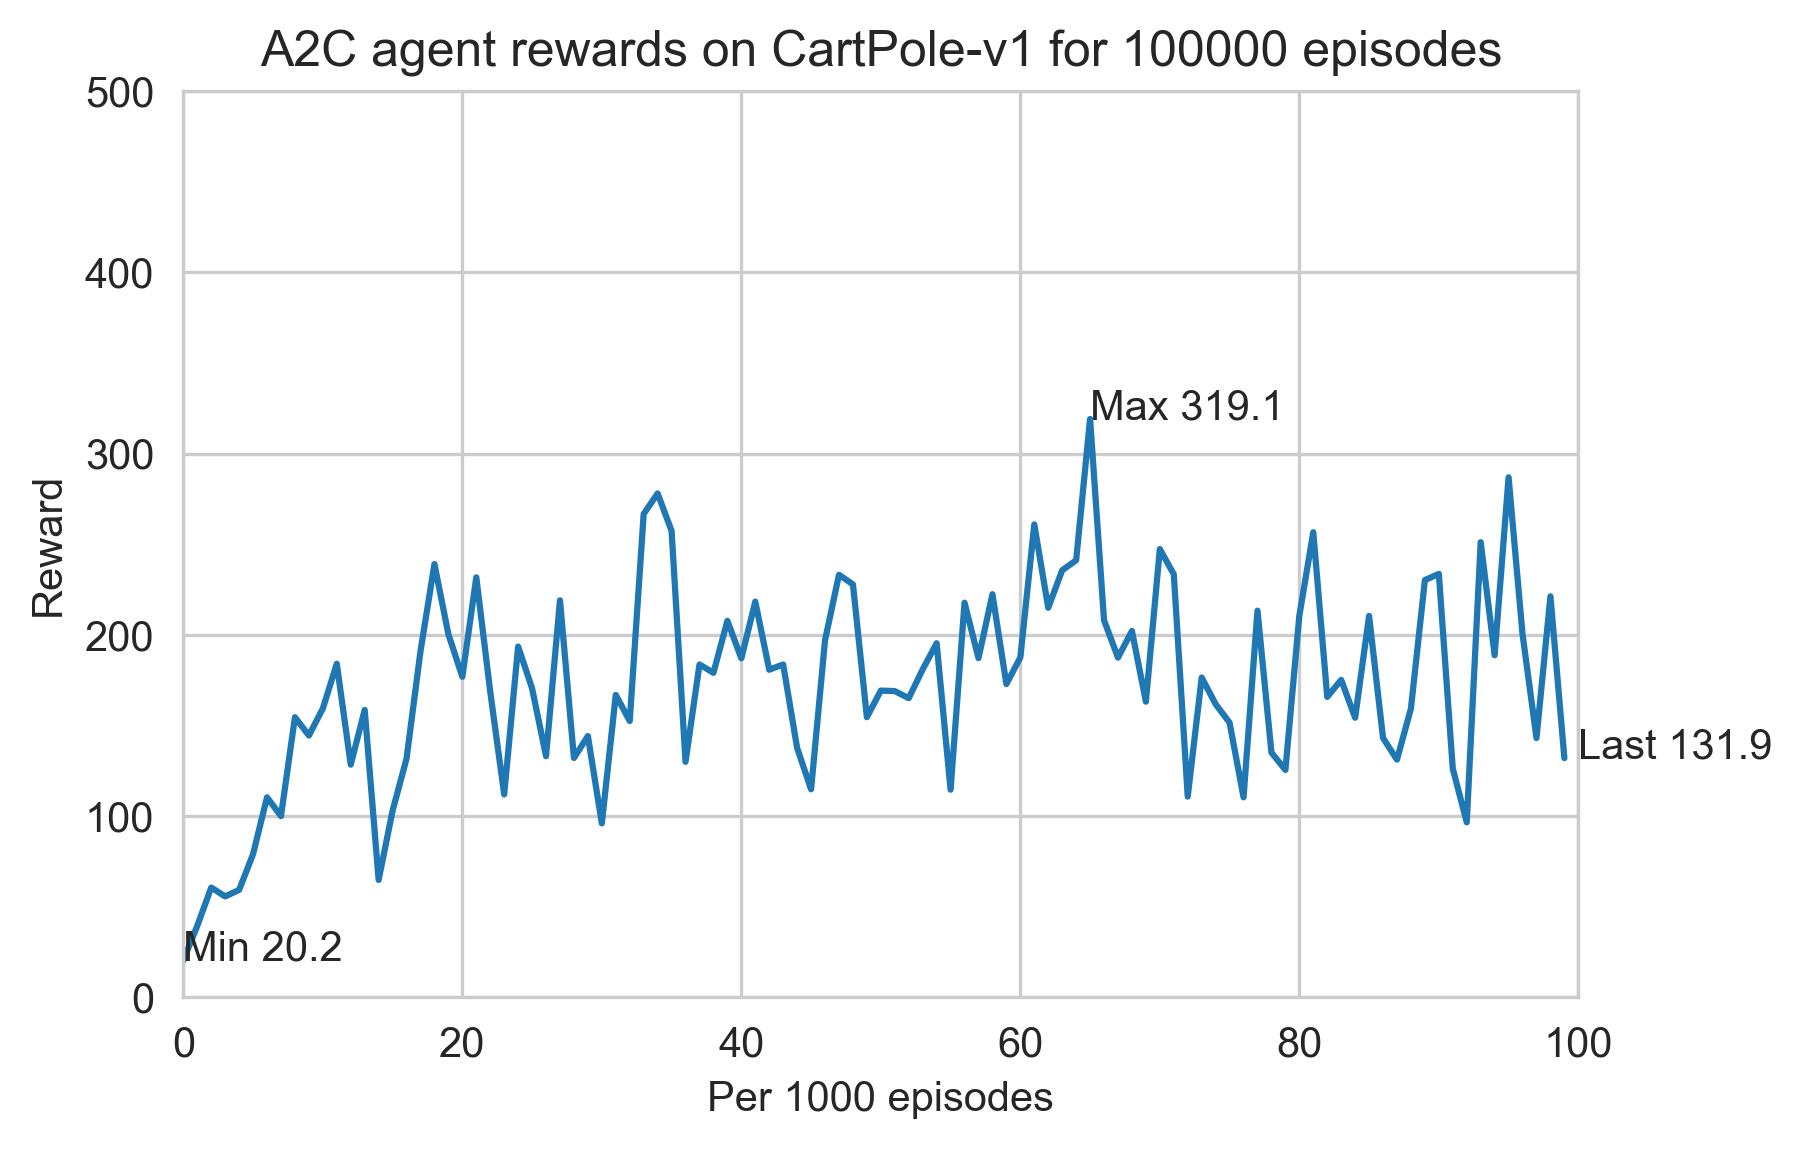 A2C agent rewards on CartPole-v1 for 100000 episodes
500
400
300
200
100
0
Reward
Max 319.1
Last 131.9
Min 20.2
0 20 40 60 80 100
Per 1000 episodes